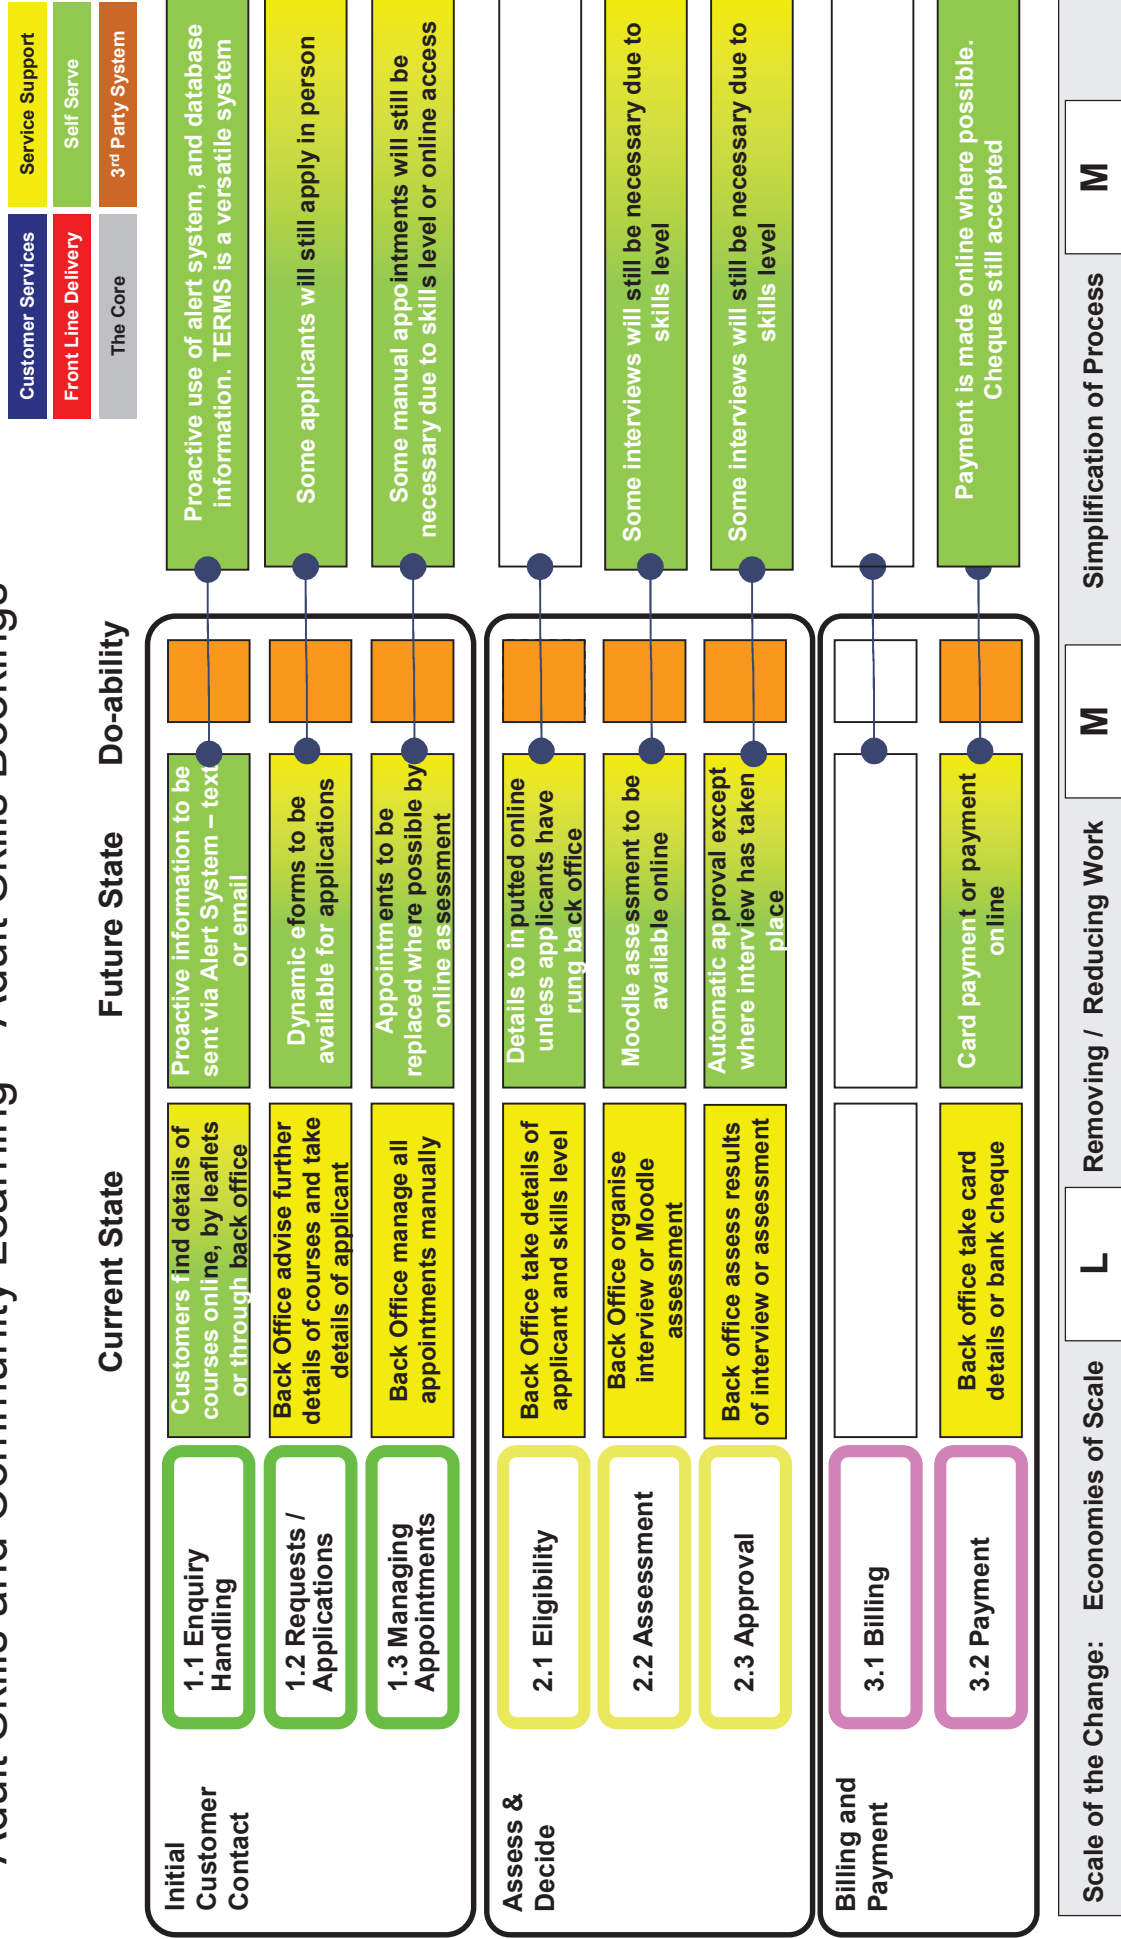 Adult Skills and Community Learning – Adult Skills Bookings
Customer Services
Service Support
Front Line Delivery
Self Serve
The Core
3rd Party System
Current State
Future State
Do-ability
Initial
Customer
Contact
1.1 Enquiry
Handling
Customers find details of
courses online, by leaflets
or through back office
Proactive information to be
sent via Alert System – text
or email
Proactive use of alert system, and database
information. TERMS is a versatile system
1.2 Requests /
Applications
Back Office advise further
details of courses and take
details of applicant
Dynamic eforms to be
available for applications
Some applicants will still apply in person
1.3 Managing
Appointments
Back Office manage all
appointments manually
Appointments to be
replaced where possible by
online assessment
Some manual appointments will still be
necessary due to skills level or online access
Assess &
Decide
2.1 Eligibility
Back Office take details of
applicant and skills level
Details to inputted online
unless applicants have
rung back office
2.2 Assessment
Back Office organise
interview or Moodle
assessment
Moodle assessment to be
available online
Some interviews will still be necessary due to
skills level
2.3 Approval
Back office assess results
of interview or assessment
Automatic approval except
where interview has taken
place
Some interviews will still be necessary due to
skills level
Billing and
Payment
3.1 Billing
3.2 Payment
Back office take card
details or bank cheque
Card payment or payment
online
Payment is made online where possible.
Cheques still accepted
Scale of the Change: Economies of Scale L Removing / Reducing Work M Simplification of Process M